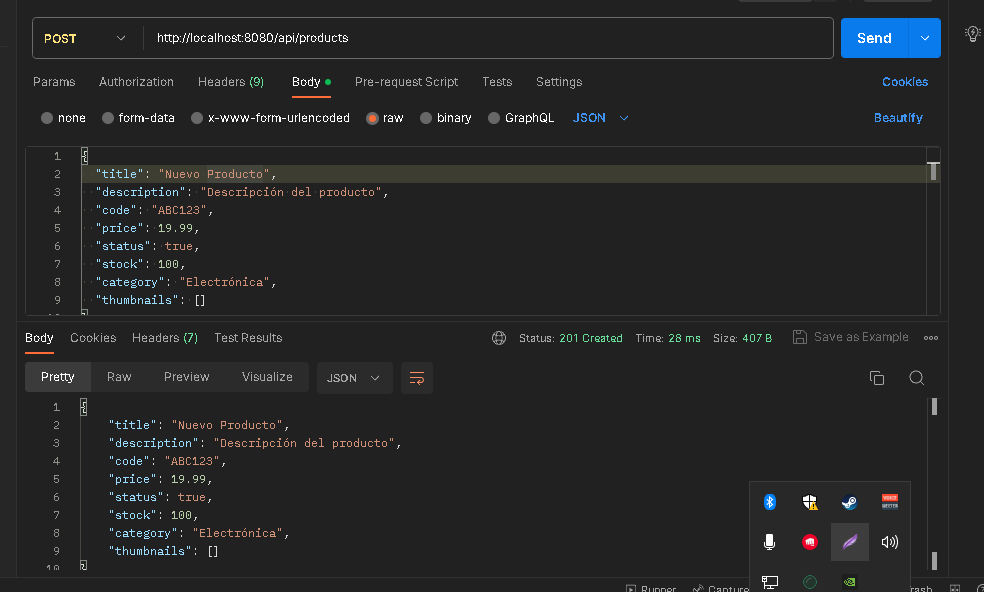 POST http://localhost:8080/api/products Send
Params Authorization Headers (9) Body Pre-request Script Tests Settings Cookies
none form-data x-www-form-urlencoded raw binary GraphQL JSON Beautify
1 {
2 "title": "Nuevo Producto",
3 "description": "Descripción del producto",
4 "code": "ABC123",
5 "price": 19.99,
6 "status": true,
7 "stock": 100,
8 "category": "Electrónica",
9 "thumbnails": []
10 }
Body Cookies Headers (7) Test Results Status: 201 Created Time: 28 ms Size: 407 B Save as Example
Pretty Raw Preview Visualize JSON
1 {
2 "title": "Nuevo Producto",
3 "description": "Descripción del producto",
4 "code": "ABC123",
5 "price": 19.99,
6 "status": true,
7 "stock": 100,
8 "category": "Electrónica",
9 "thumbnails": []
10 }
Runner Capture rash